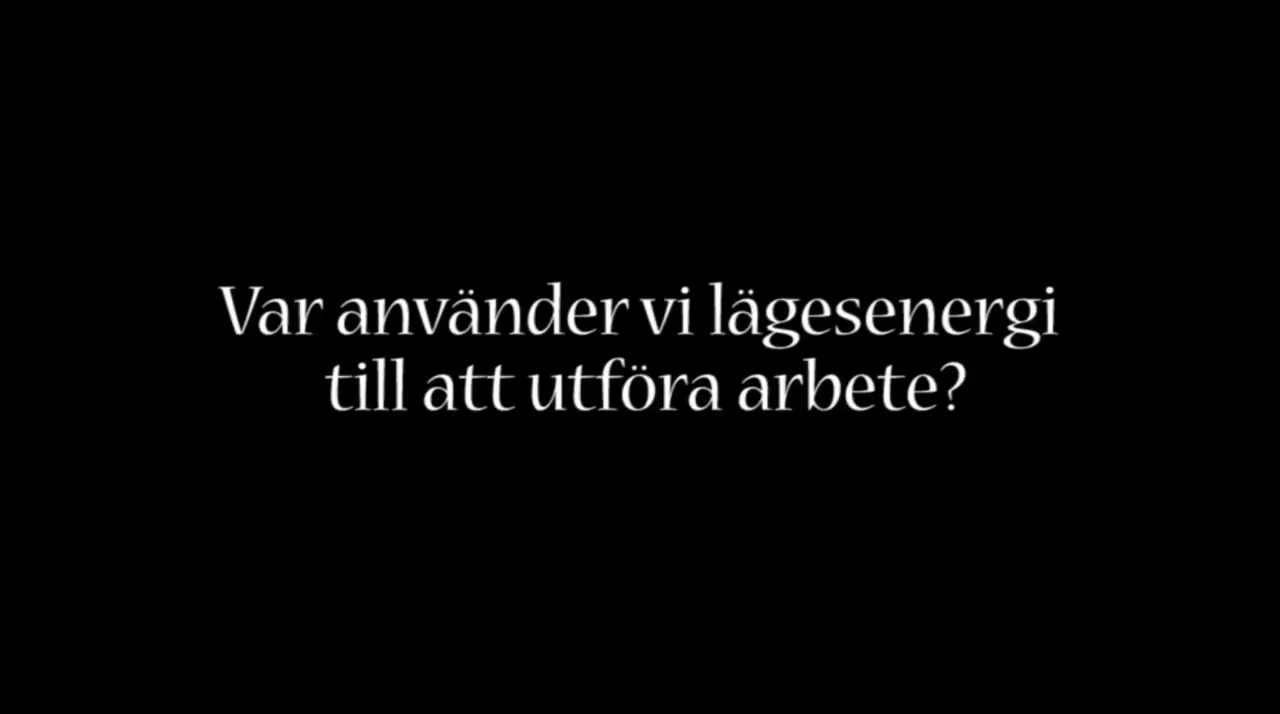 Var använder vi lägesenergi
till att utföra arbete?